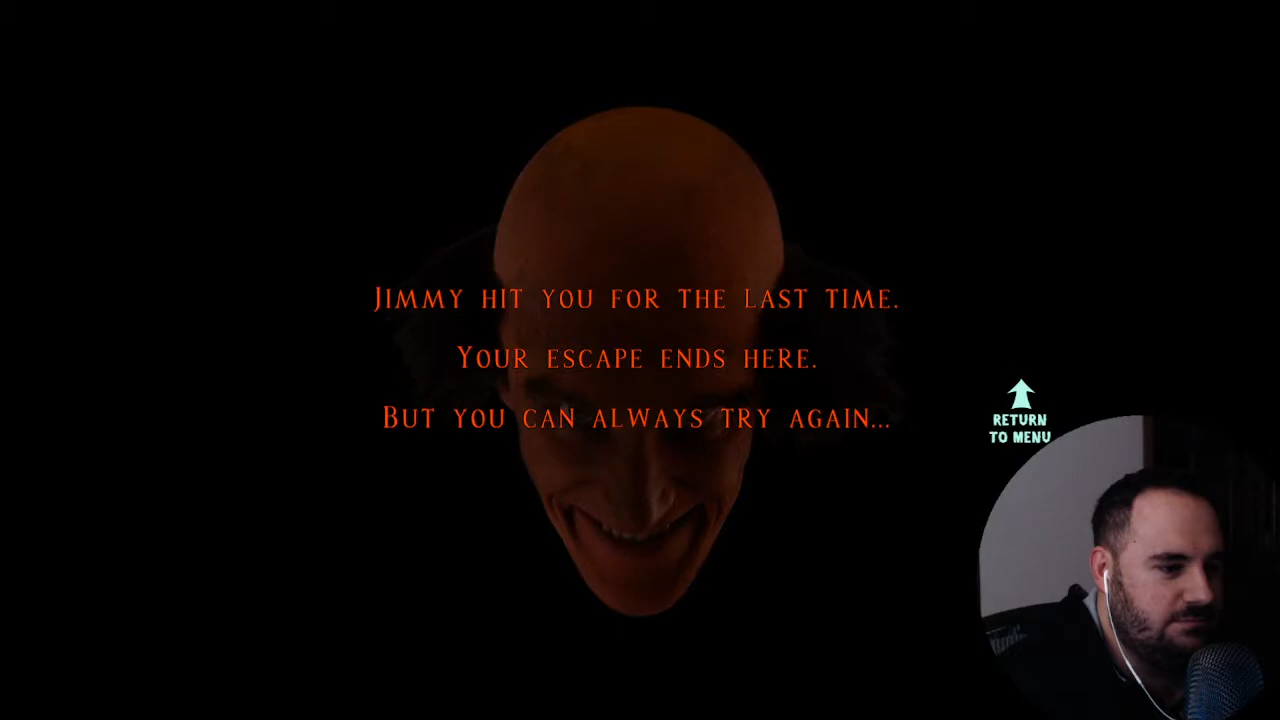 Jimmy hit you for the last time.
Your escape ends here.
But you can always try again...
RETURN
TO MENU